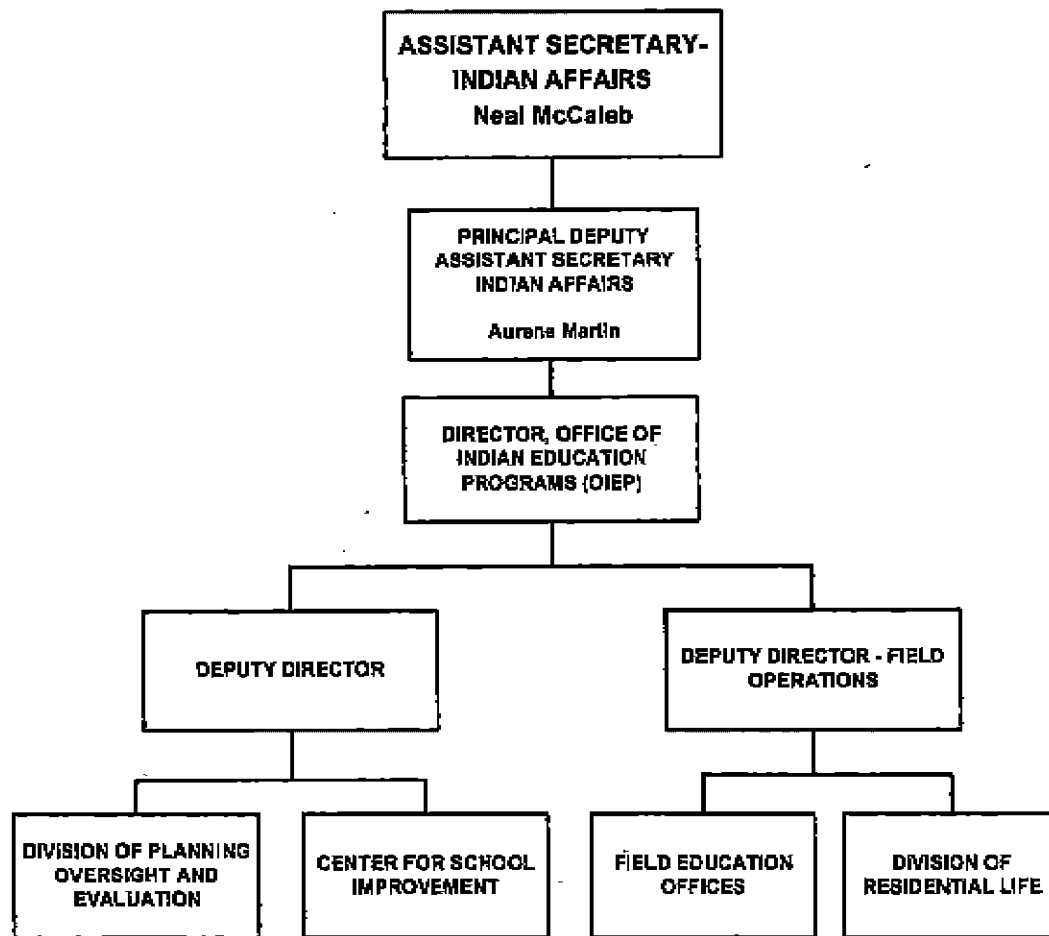 ASSISTANT SECRETARY-
INDIAN AFFAIRS
Neal McCaleb
PRINCIPAL DEPUTY
ASSISTANT SECRETARY
INDIAN AFFAIRS
Aurene Martin
DIRECTOR, OFFICE OF
INDIAN EDUCATION
PROGRAMS (OIEP)
DEPUTY DIRECTOR
DEPUTY DIRECTOR - FIELD
OPERATIONS
DIVISION OF PLANNING
OVERSIGHT AND
EVALUATION
CENTER FOR SCHOOL
IMPROVEMENT
FIELD EDUCATION
OFFICES
DIVISION OF
RESIDENTIAL LIFE